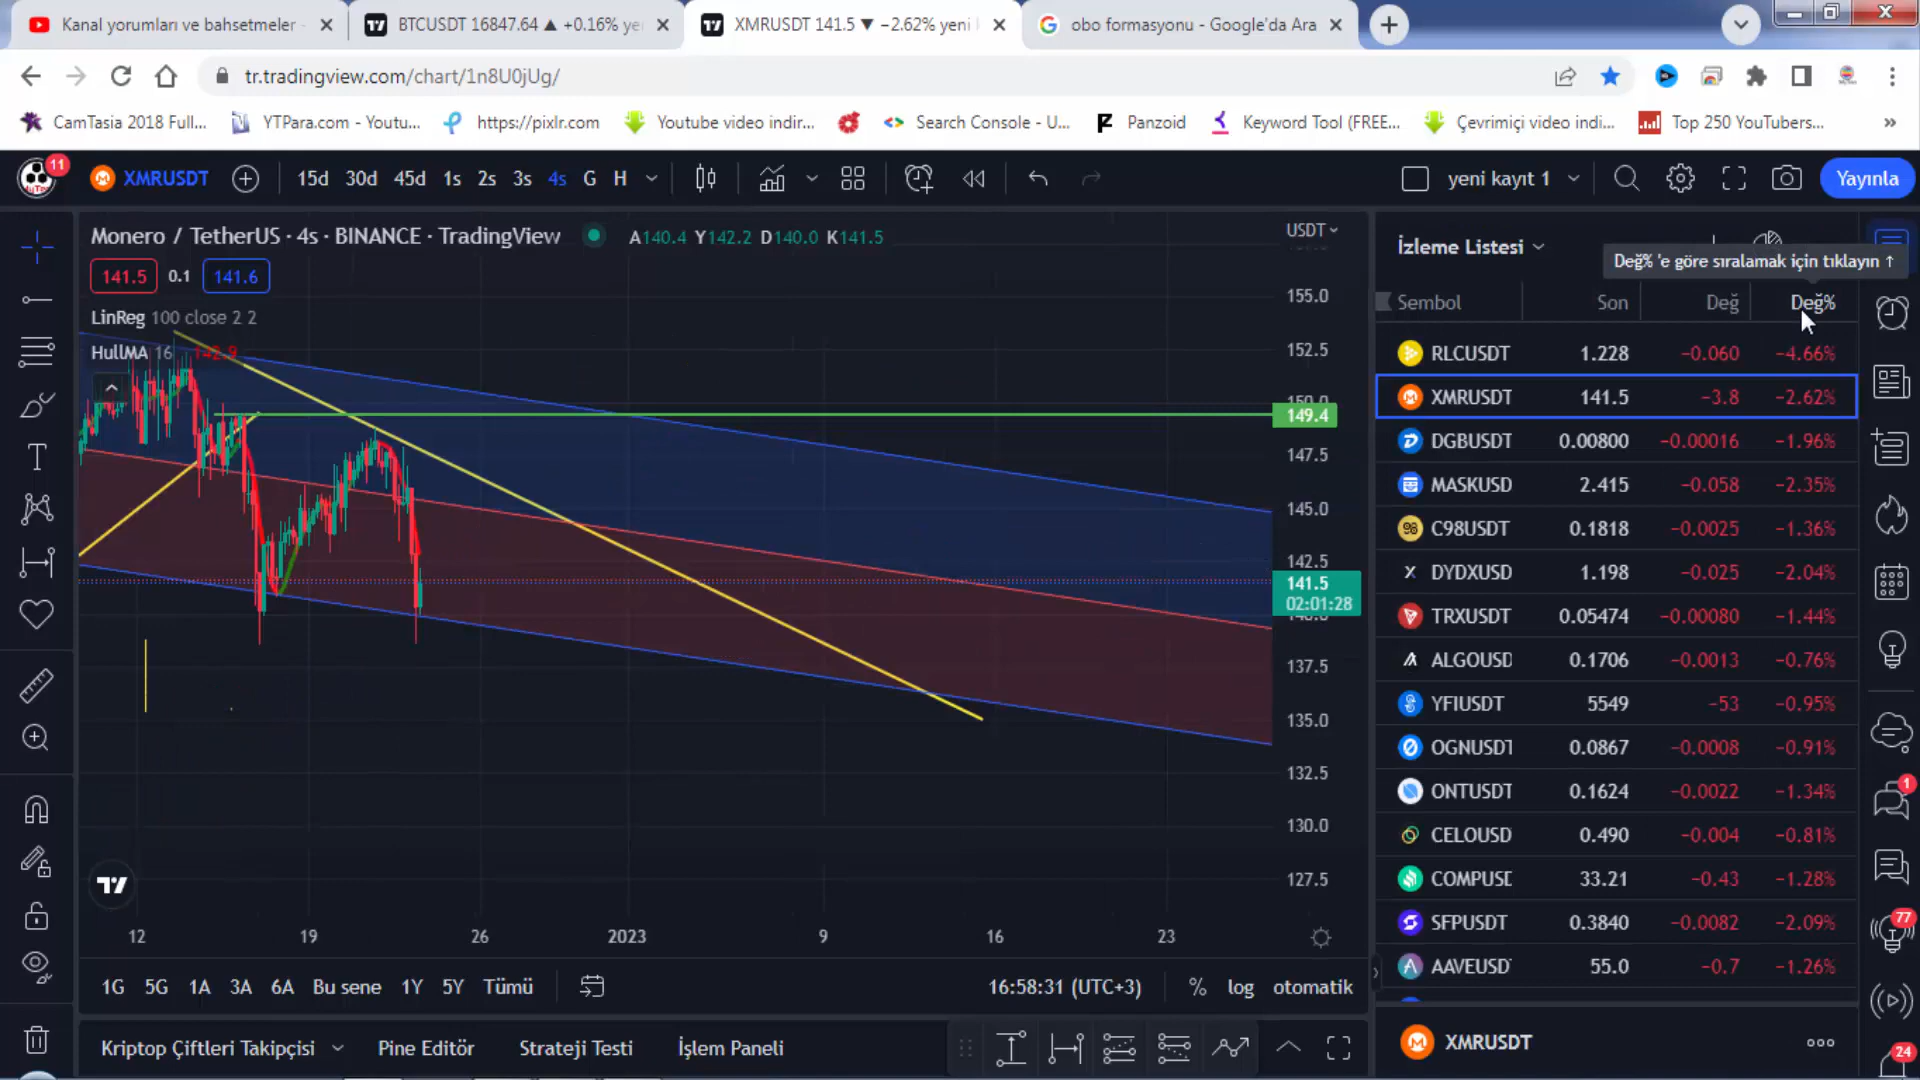 Kanal yorumları ve bahsetmeler -
BTCUSDT 16847.64 ▲ +0.16% ye
XMRUSDT 141.5 ▼ −2.62% yeni
obo formasyonu - Google'da Ara
tr.tradingview.com/chart/1n8U0jUg/
CamTasia 2018 Full...
YTPara.com - Youtu...
https://pixlr.com
Youtube video indir...
Search Console - U...
Panzoid
Keyword Tool (FREE...
Çevrimiçi video indi...
Top 250 YouTubers...
»
11
XMRUSDT
15d 30d 45d 1s 2s 3s 4s G H
yeni kayıt 1
Yayınla
Monero / TetherUS · 4s · BINANCE · TradingView
A140.4 Y142.2 D140.0 K141.5
USDT
141.5 0.1 141.6
LinReg 100 close 2 2
HullMA 16 142.9
155.0
152.5
150.0
149.4
147.5
145.0
142.5
141.5
02:01:28
140.0
137.5
135.0
132.5
130.0
127.5
12 19 26 2023 9 16 23
1G 5G 1A 3A 6A Bu sene 1Y 5Y Tümü
16:58:31 (UTC+3)
% log otomatik
Kriptop Çiftleri Takipçisi
Pine Editör
Strateji Testi
İşlem Paneli
İzleme Listesi
Değ% 'e göre sıralamak için tıklayın ↑
Sembol Son Değ Değ%
RLCUSDT 1.228 −0.060 −4.66%
XMRUSDT 141.5 −3.8 −2.62%
DGBUSDT 0.00800 −0.00016 −1.96%
MASKUSD 2.415 −0.058 −2.35%
C98USDT 0.1818 −0.0025 −1.36%
DYDXUSD 1.198 −0.025 −2.04%
TRXUSDT 0.05474 −0.00080 −1.44%
ALGOUSD 0.1706 −0.0013 −0.76%
YFIUSDT 5549 −53 −0.95%
OGNUSDT 0.0867 −0.0008 −0.91%
ONTUSDT 0.1624 −0.0022 −1.34%
CELOUSD 0.490 −0.004 −0.81%
COMPUSD 33.21 −0.43 −1.28%
SFPUSDT 0.3840 −0.0082 −2.09%
AAVEUSD 55.0 −0.7 −1.26%
XMRUSDT
1
77
24